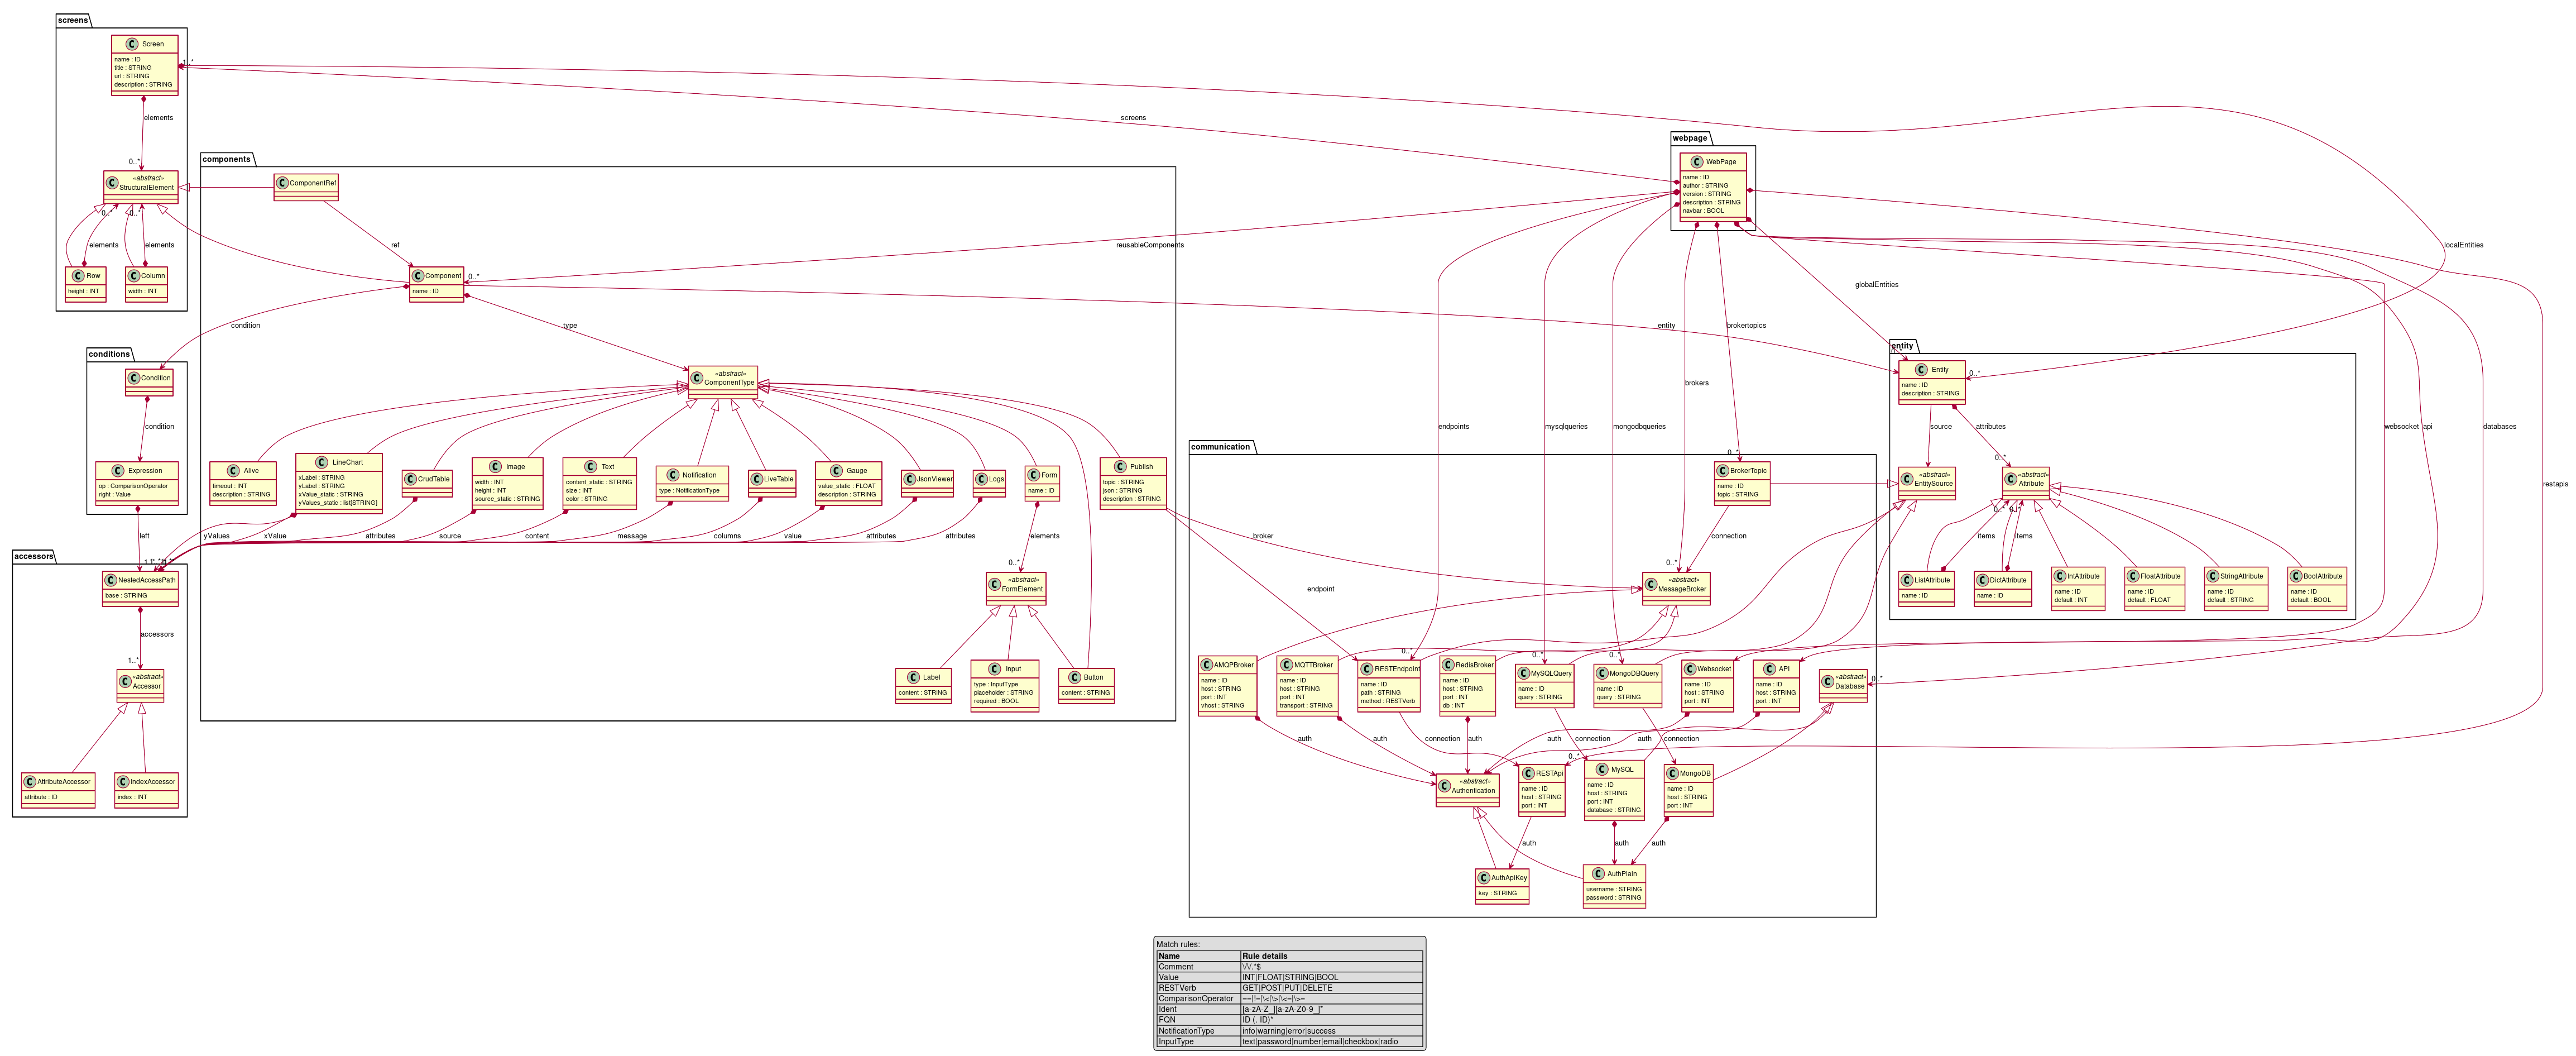 screens
Screen
name : ID
title : STRING
url : STRING
description : STRING
1..*
elements
0..*
«abstract»
StructuralElement
0..*
0..*
elements
elements
Row
height : INT
Column
width : INT
screens
webpage
WebPage
name : ID
author : STRING
version : STRING
description : STRING
navbar : BOOL
localEntities
reusableComponents
globalEntities
components
ComponentRef
ref
Component
name : ID
0..*
condition
type
entity
brokertopics
brokers
endpoints
mysqlqueries
mongodbqueries
websocket
api
databases
restapis
conditions
Condition
condition
Expression
op : ComparisonOperator
right : Value
left
«abstract»
ComponentType
Alive
timeout : INT
description : STRING
LineChart
xLabel : STRING
yLabel : STRING
xValue_static : STRING
yValues_static : list[STRING]
CrudTable
Image
width : INT
height : INT
source_static : STRING
Text
content_static : STRING
size : INT
color : STRING
Notification
type : NotificationType
LiveTable
Gauge
value_static : FLOAT
description : STRING
JsonViewer
Logs
Form
name : ID
Publish
topic : STRING
json : STRING
description : STRING
yValues
xValue
attributes
source
content
message
columns
value
attributes
attributes
elements
broker
endpoint
0..*
«abstract»
FormElement
Label
content : STRING
Input
type : InputType
placeholder : STRING
required : BOOL
Button
content : STRING
accessors
NestedAccessPath
base : STRING
accessors
1..*
«abstract»
Accessor
AttributeAccessor
attribute : ID
IndexAccessor
index : INT
entity
0..*
Entity
name : ID
description : STRING
0..*
source
attributes
0..*
«abstract»
EntitySource
«abstract»
Attribute
0..*
0..*
items
items
ListAttribute
name : ID
DictAttribute
name : ID
IntAttribute
name : ID
default : INT
FloatAttribute
name : ID
default : FLOAT
StringAttribute
name : ID
default : STRING
BoolAttribute
name : ID
default : BOOL
communication
0..*
BrokerTopic
name : ID
topic : STRING
connection
0..*
«abstract»
MessageBroker
AMQPBroker
name : ID
host : STRING
port : INT
vhost : STRING
MQTTBroker
name : ID
host : STRING
port : INT
transport : STRING
0..*
RESTEndpoint
name : ID
path : STRING
method : RESTVerb
RedisBroker
name : ID
host : STRING
port : INT
db : INT
0..*
MySQLQuery
name : ID
query : STRING
0..*
MongoDBQuery
name : ID
query : STRING
Websocket
name : ID
host : STRING
port : INT
API
name : ID
host : STRING
port : INT
«abstract»
Database
0..*
auth
auth
connection
auth
auth
connection
auth
connection
0..*
«abstract»
Authentication
RESTApi
name : ID
host : STRING
port : INT
MySQL
name : ID
host : STRING
port : INT
database : STRING
MongoDB
name : ID
host : STRING
port : INT
auth
auth
auth
AuthApiKey
key : STRING
AuthPlain
username : STRING
password : STRING
Match rules:
Name Rule details
Comment \/\/.*$
Value INT|FLOAT|STRING|BOOL
RESTVerb GET|POST|PUT|DELETE
ComparisonOperator ==|!=|\<|\>|\<=|\>=
Ident [a-zA-Z_][a-zA-Z0-9_]*
FQN ID (. ID)*
NotificationType info|warning|error|success
InputType text|password|number|email|checkbox|radio